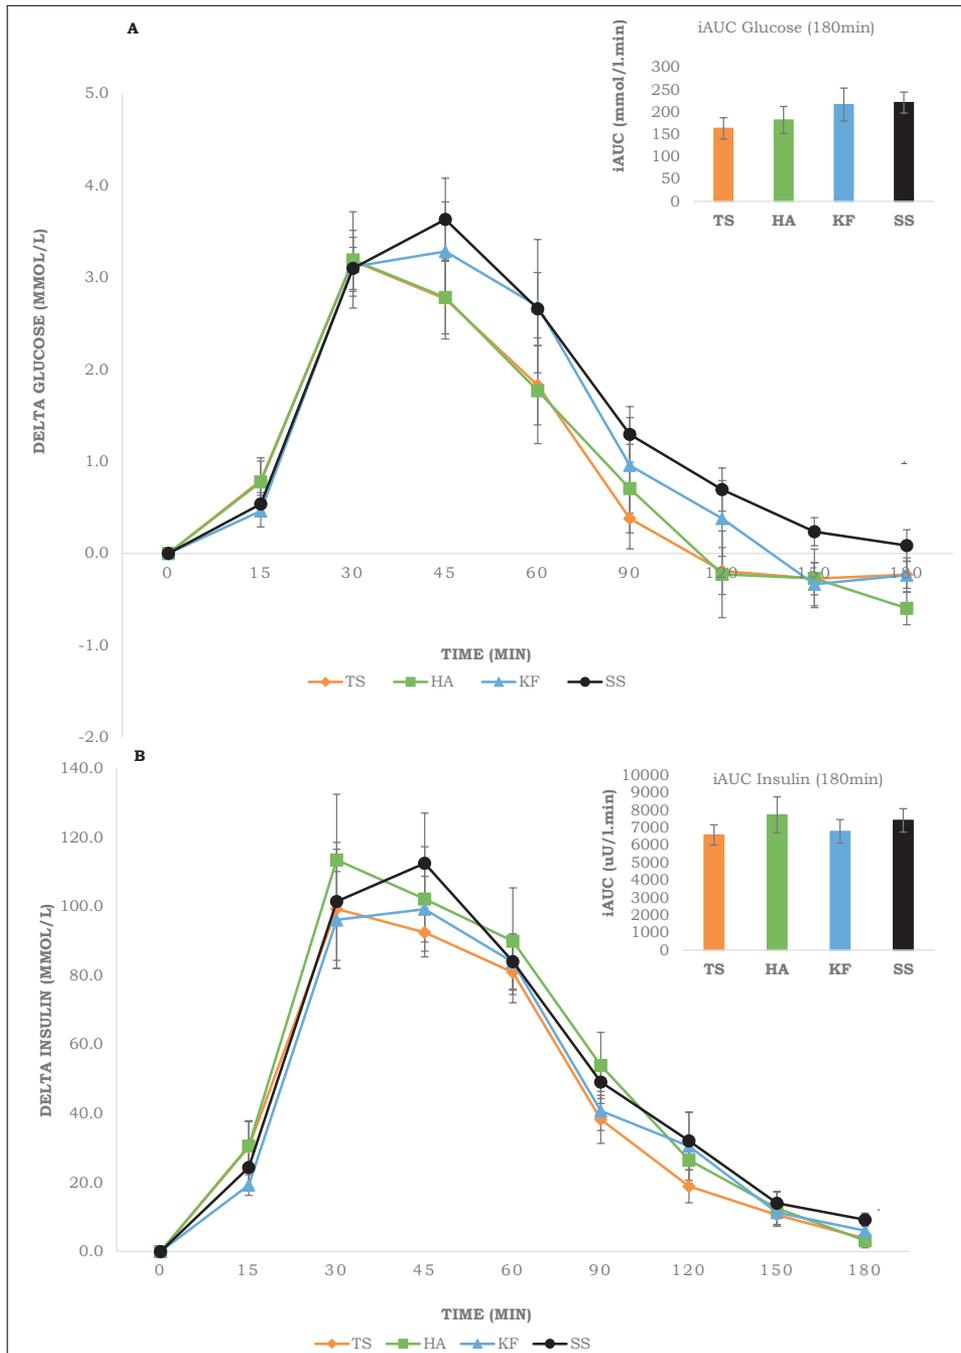 A
iAUC Glucose (180min)
iAUC (mmol/1.min)
300
250
200
150
100
50
0
TS HA KF SS
DELTA GLUCOSE (MMOL/L)
5.0
4.0
3.0
2.0
1.0
0.0
-1.0
-2.0
0 15 30 45 60 90 120 150 180
TIME (MIN)
TS HA KF SS
B
iAUC Insulin (180min)
iAUC (uU/1.min)
10000
9000
8000
7000
6000
5000
4000
3000
2000
1000
0
TS HA KF SS
DELTA INSULIN (MMOL/L)
140.0
120.0
100.0
80.0
60.0
40.0
20.0
0.0
0 15 30 45 60 90 120 150 180
TIME (MIN)
TS HA KF SS